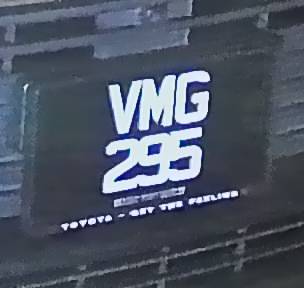 VMG
295
TOYOTA - GET THE FEELING